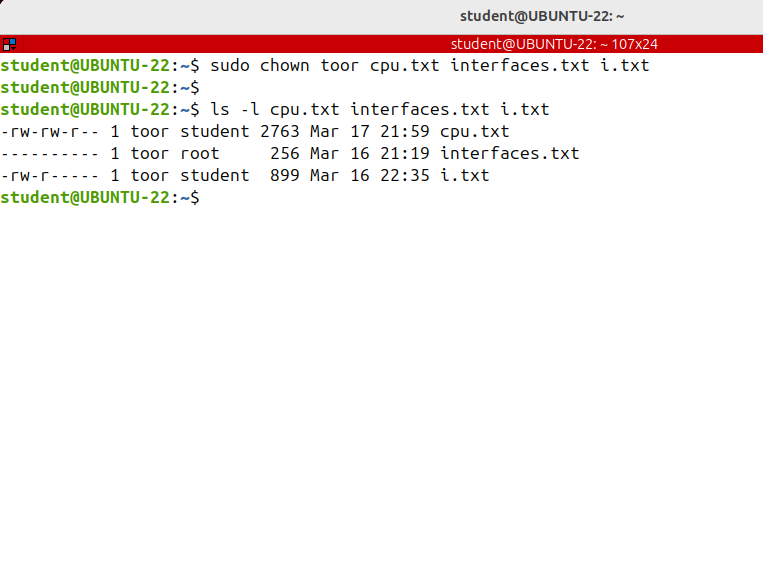 student@UBUNTU-22: ~
student@UBUNTU-22: ~ 107x24
student@UBUNTU-22:~$ sudo chown toor cpu.txt interfaces.txt i.txt
student@UBUNTU-22:~$
student@UBUNTU-22:~$ ls -l cpu.txt interfaces.txt i.txt
-rw-rw-r-- 1 toor student 2763 Mar 17 21:59 cpu.txt
---------- 1 toor root     256 Mar 16 21:19 interfaces.txt
-rw-r----- 1 toor student  899 Mar 16 22:35 i.txt
student@UBUNTU-22:~$